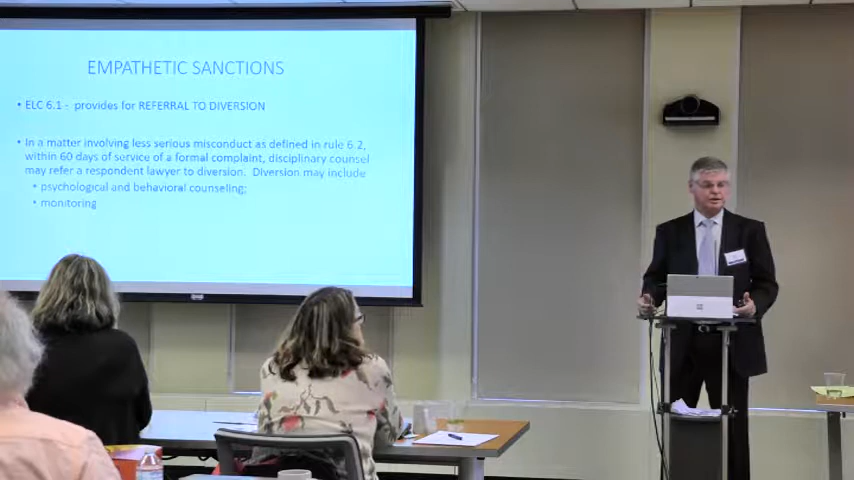 EMPATHETIC SANCTIONS
• ELC 6.1 - provides for REFERRAL TO DIVERSION
• In a matter involving less serious misconduct as defined in rule 6.2,
within 60 days of service of a formal complaint, disciplinary counsel
may refer a respondent lawyer to diversion. Diversion may include
• psychological and behavioral counseling;
• monitoring